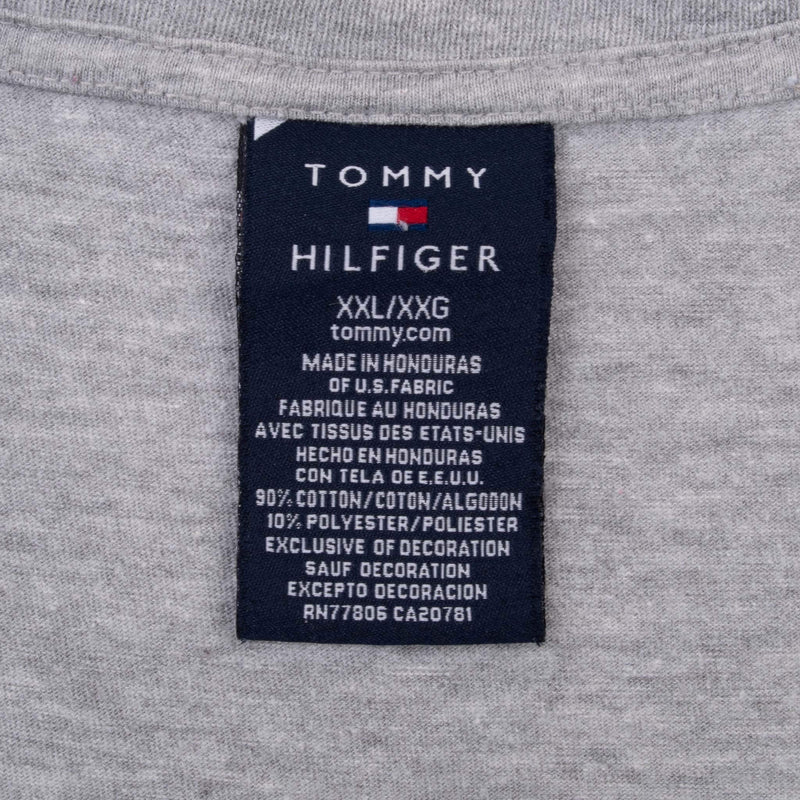 TOMMY
HILFIGER
XXL/XXG
tommy.com
MADE IN HONDURAS
OF U.S. FABRIC
FABRIQUE AU HONDURAS
AVEC TISSUS DES ETATS-UNIS
HECHO EN HONDURAS
CON TELA DE E.E.U.U.
90% COTTON/COTON/ALGODON
10% POLYESTER/POLIESTER
EXCLUSIVE OF DECORATION
SAUF DECORATION
EXCEPTO DECORACION
RN77806 CA20781